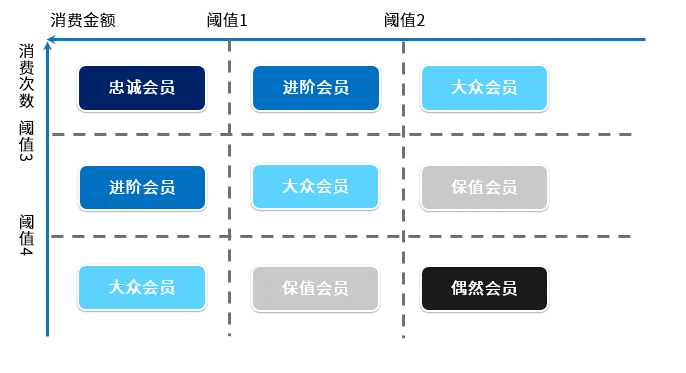 消费金额
阈值1
阈值2
消费次数
忠诚会员
进阶会员
大众会员
阈值3
进阶会员
大众会员
保值会员
阈值4
大众会员
保值会员
偶然会员